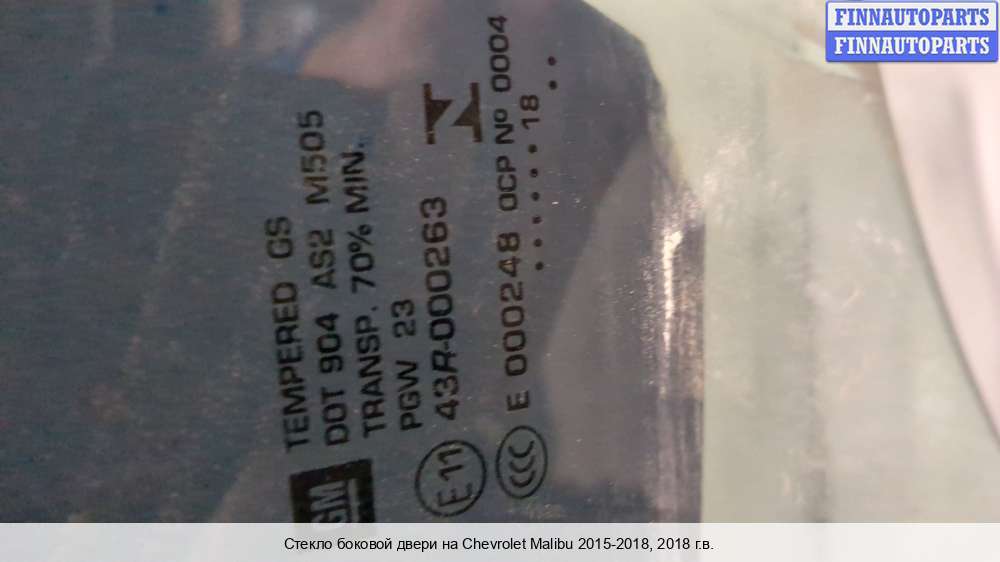 FINNAUTOPARTS
FINNAUTOPARTS
GM
TEMPERED GS
DOT 904 AS2 M505
TRANSP. 70% MIN.
PGW 23
E11 43R-000263 N
CCC E 000248 OCP Nº 0004
• • • • • • 18 • •
Стекло боковой двери на Chevrolet Malibu 2015-2018, 2018 г.в.